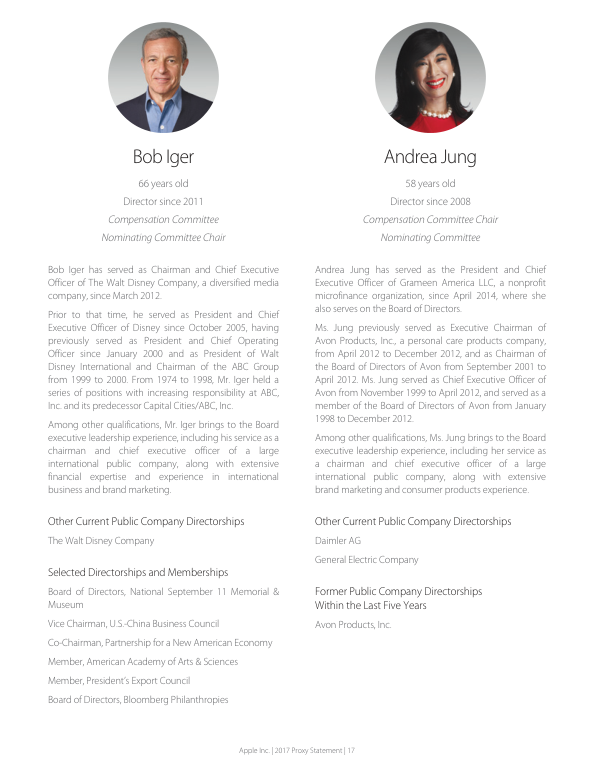 Bob Iger
66 years old
Director since 2011
Compensation Committee
Nominating Committee Chair
Bob Iger has served as Chairman and Chief Executive
Officer of The Walt Disney Company, a diversified media
company, since March 2012.
Prior to that time, he served as President and Chief
Executive Officer of Disney since October 2005, having
previously served as President and Chief Operating
Officer since January 2000 and as President of Walt
Disney International and Chairman of the ABC Group
from 1999 to 2000. From 1974 to 1998, Mr. Iger held a
series of positions with increasing responsibility at ABC,
Inc. and its predecessor Capital Cities/ABC, Inc.
Among other qualifications, Mr. Iger brings to the Board
executive leadership experience, including his service as a
chairman and chief executive officer of a large
international public company, along with extensive
financial expertise and experience in international
business and brand marketing.
Other Current Public Company Directorships
The Walt Disney Company
Selected Directorships and Memberships
Board of Directors, National September 11 Memorial &
Museum
Vice Chairman, U.S.-China Business Council
Co-Chairman, Partnership for a New American Economy
Member, American Academy of Arts & Sciences
Member, President's Export Council
Board of Directors, Bloomberg Philanthropies
Andrea Jung
58 years old
Director since 2008
Compensation Committee Chair
Nominating Committee
Andrea Jung has served as the President and Chief
Executive Officer of Grameen America LLC, a nonprofit
microfinance organization, since April 2014, where she
also serves on the Board of Directors.
Ms. Jung previously served as Executive Chairman of
Avon Products, Inc., a personal care products company,
from April 2012 to December 2012, and as Chairman of
the Board of Directors of Avon from September 2001 to
April 2012. Ms. Jung served as Chief Executive Officer of
Avon from November 1999 to April 2012, and served as a
member of the Board of Directors of Avon from January
1998 to December 2012.
Among other qualifications, Ms. Jung brings to the Board
executive leadership experience, including her service as
a chairman and chief executive officer of a large
international public company, along with extensive
brand marketing and consumer products experience.
Other Current Public Company Directorships
Daimler AG
General Electric Company
Former Public Company Directorships
Within the Last Five Years
Avon Products, Inc.
Apple Inc. | 2017 Proxy Statement | 17